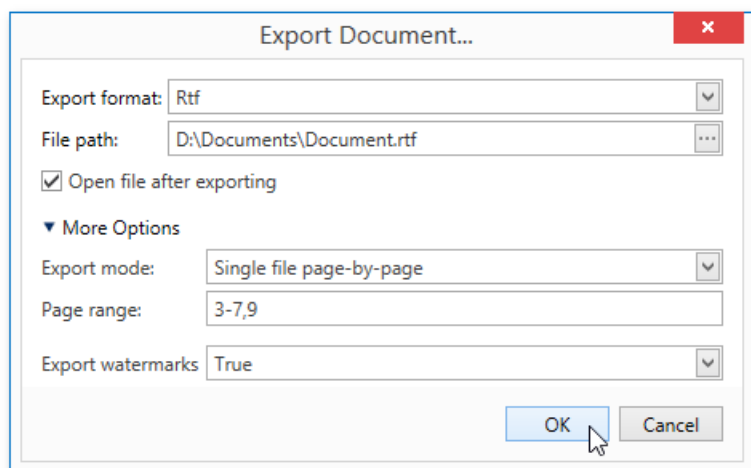 Export Document...
Export format: Rtf
File path: D:\Documents\Document.rtf
Open file after exporting
More Options
Export mode: Single file page-by-page
Page range: 3-7,9
Export watermarks True
OK Cancel